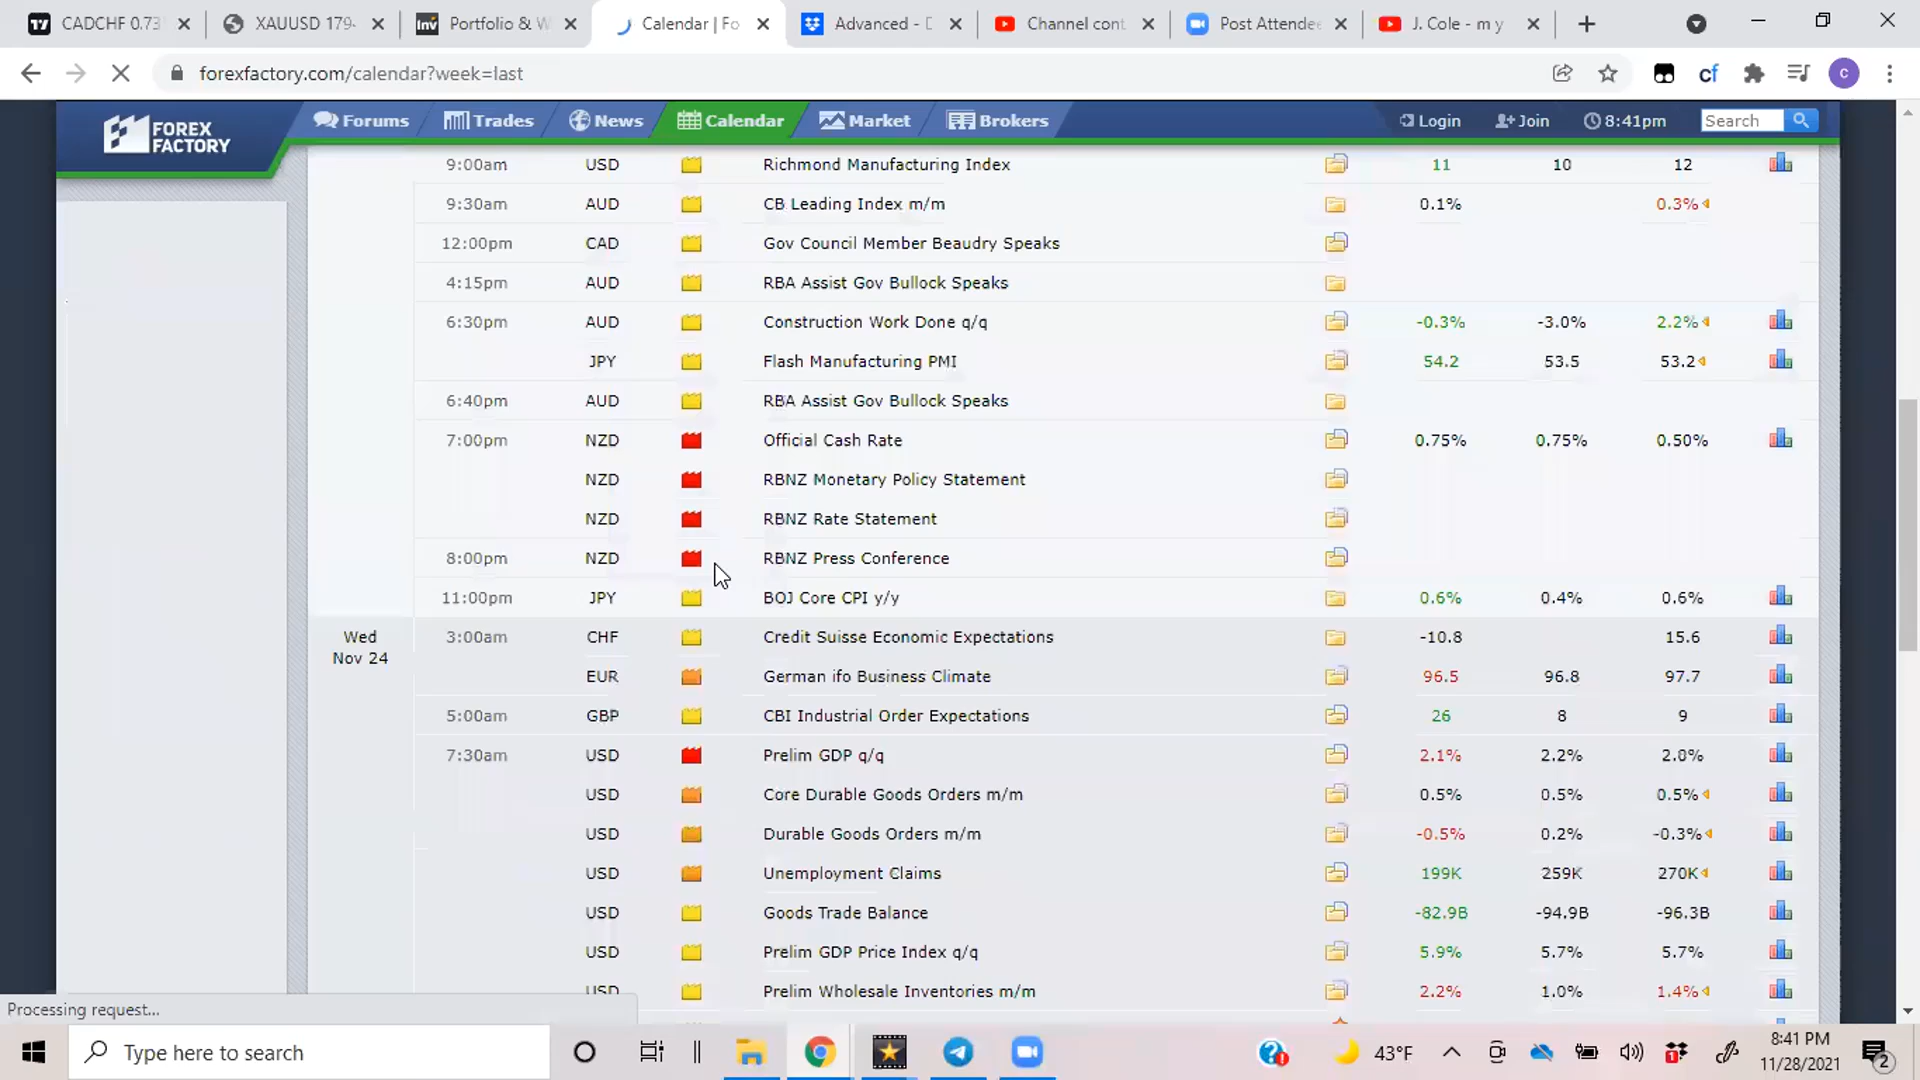 CADCHF 0.73
XAUUSD 179
Portfolio & W
Calendar | Fo
Advanced - D
Channel cont
Post Attendee
J. Cole - m y
forexfactory.com/calendar?week=last
cf
c
FOREX FACTORY
Forums Trades News Calendar Market Brokers Login Join 8:41pm Search
9:00am USD Richmond Manufacturing Index 11 10 12
9:30am AUD CB Leading Index m/m 0.1% 0.3%
12:00pm CAD Gov Council Member Beaudry Speaks
4:15pm AUD RBA Assist Gov Bullock Speaks
6:30pm AUD Construction Work Done q/q -0.3% -3.0% 2.2%
JPY Flash Manufacturing PMI 54.2 53.5 53.2
6:40pm AUD RBA Assist Gov Bullock Speaks
7:00pm NZD Official Cash Rate 0.75% 0.75% 0.50%
NZD RBNZ Monetary Policy Statement
NZD RBNZ Rate Statement
8:00pm NZD RBNZ Press Conference
11:00pm JPY BOJ Core CPI y/y 0.6% 0.4% 0.6%
Wed Nov 24 3:00am CHF Credit Suisse Economic Expectations -10.8 15.6
EUR German ifo Business Climate 96.5 96.8 97.7
5:00am GBP CBI Industrial Order Expectations 26 8 9
7:30am USD Prelim GDP q/q 2.1% 2.2% 2.0%
USD Core Durable Goods Orders m/m 0.5% 0.5% 0.5%
USD Durable Goods Orders m/m -0.5% 0.2% -0.3%
USD Unemployment Claims 199K 259K 270K
USD Goods Trade Balance -82.9B -94.9B -96.3B
USD Prelim GDP Price Index q/q 5.9% 5.7% 5.7%
USD Prelim Wholesale Inventories m/m 2.2% 1.0% 1.4%
Processing request...
Type here to search
43°F
8:41 PM
11/28/2021
2